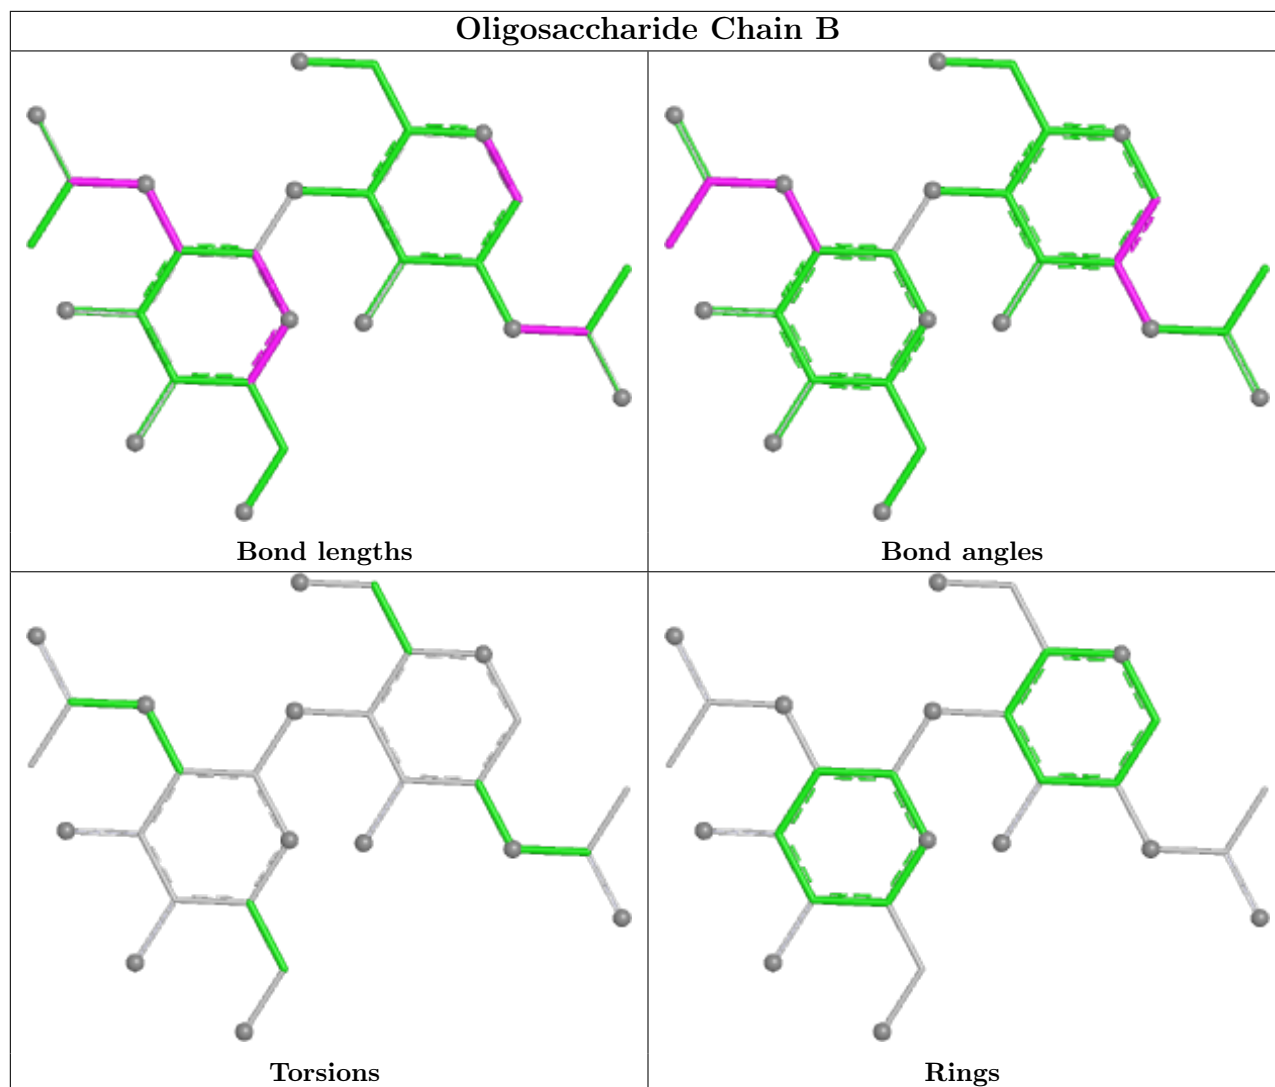 Oligosaccharide Chain B
Bond lengths
Bond angles
Torsions
Rings